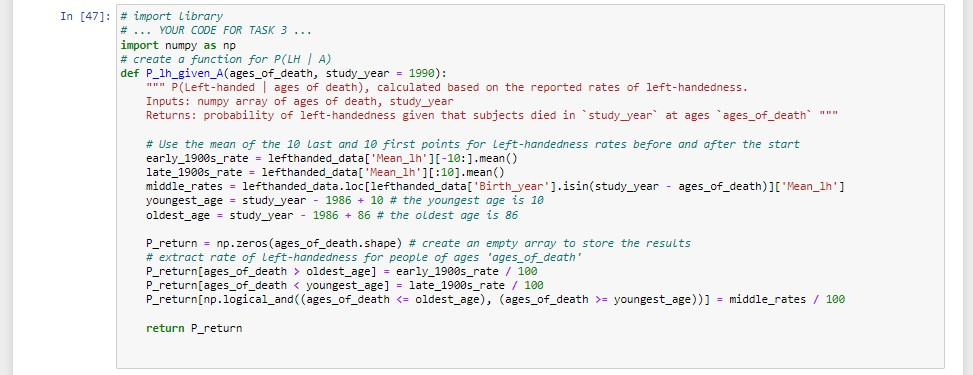 In [47]: # import library
# ... YOUR CODE FOR TASK 3 ...
import numpy as np
# create a function for P(LH | A)
def P_lh_given_A(ages_of_death, study_year = 1990):
""" P(Left-handed | ages of death), calculated based on the reported rates of left-handedness.
Inputs: numpy array of ages of death, study_year
Returns: probability of left-handedness given that subjects died in `study_year` at ages `ages_of_death` """
# Use the mean of the 10 last and 10 first points for left-handedness rates before and after the start
early_1900s_rate = lefthanded_data['Mean_lh'][-10:].mean()
late_1900s_rate = lefthanded_data['Mean_lh'][:10].mean()
middle_rates = lefthanded_data.loc[lefthanded_data['Birth_year'].isin(study_year - ages_of_death)]['Mean_lh']
youngest_age = study_year - 1986 + 10 # the youngest age is 10
oldest_age = study_year - 1986 + 86 # the oldest age is 86
P_return = np.zeros(ages_of_death.shape) # create an empty array to store the results
# extract rate of left-handedness for people of ages 'ages_of_death'
P_return[ages_of_death > oldest_age] = early_1900s_rate / 100
P_return[ages_of_death < youngest_age] = late_1900s_rate / 100
P_return[np.logical_and((ages_of_death <= oldest_age), (ages_of_death >= youngest_age))] = middle_rates / 100
return P_return